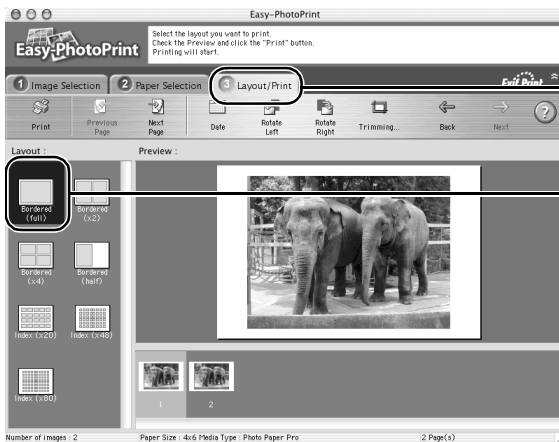 Easy-PhotoPrint
Easy-PhotoPrint
Select the layout you want to print.
Check the Preview and click the "Print" button.
Printing will start.
1 Image Selection
2 Paper Selection
3 Layout/Print
Exif Print
Print
Previous
Page
Next
Page
Date
Rotate
Left
Rotate
Right
Trimming...
Back
Next
?
Layout :
Preview :
Bordered
(full)
Bordered
(x2)
Bordered
(x4)
Bordered
(half)
Index (x20)
Index (x48)
Index (x80)
1
2
Number of images : 2
Paper Size : 4x6 Media Type : Photo Paper Pro
2 Page(s)